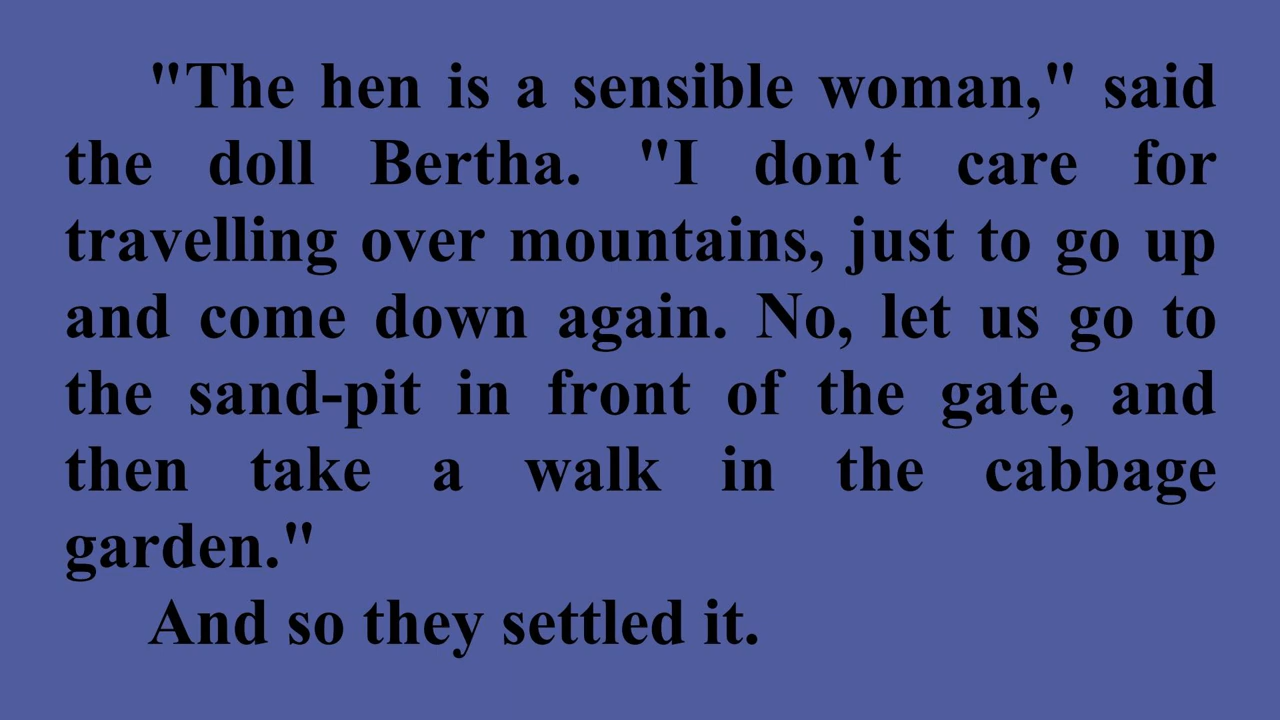 "The hen is a sensible woman," said
the doll Bertha. "I don't care for
travelling over mountains, just to go up
and come down again. No, let us go to
the sand-pit in front of the gate, and
then take a walk in the cabbage
garden."
And so they settled it.